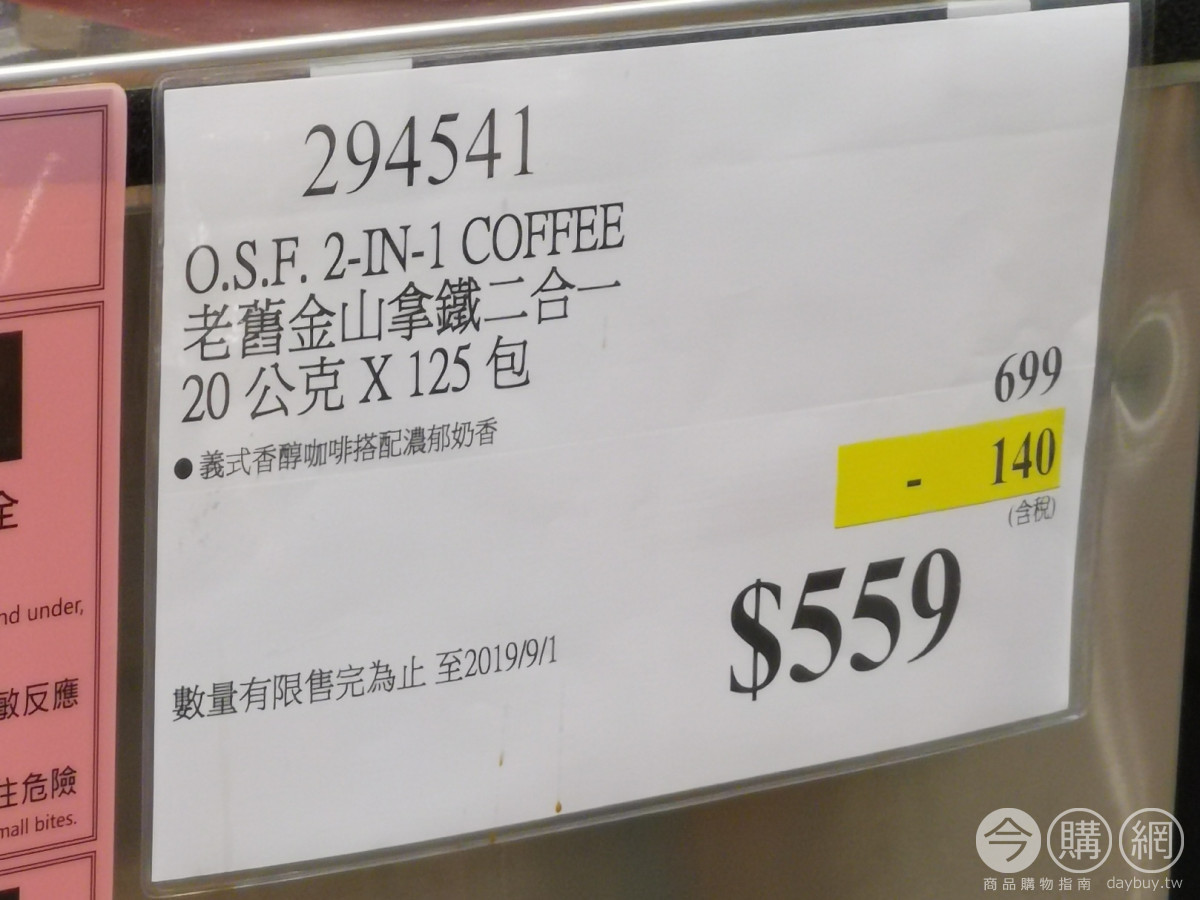 294541
O.S.F. 2-IN-1 COFFEE
老舊金山拿鐵二合一
20 公克 X 125 包
●義式香醇咖啡搭配濃郁奶香
699
- 140
(含稅)
$559
數量有限售完為止 至2019/9/1
全
nd under,
敏反應
住危險
mall bites.
今購網
商品購物指南 daybuy.tw